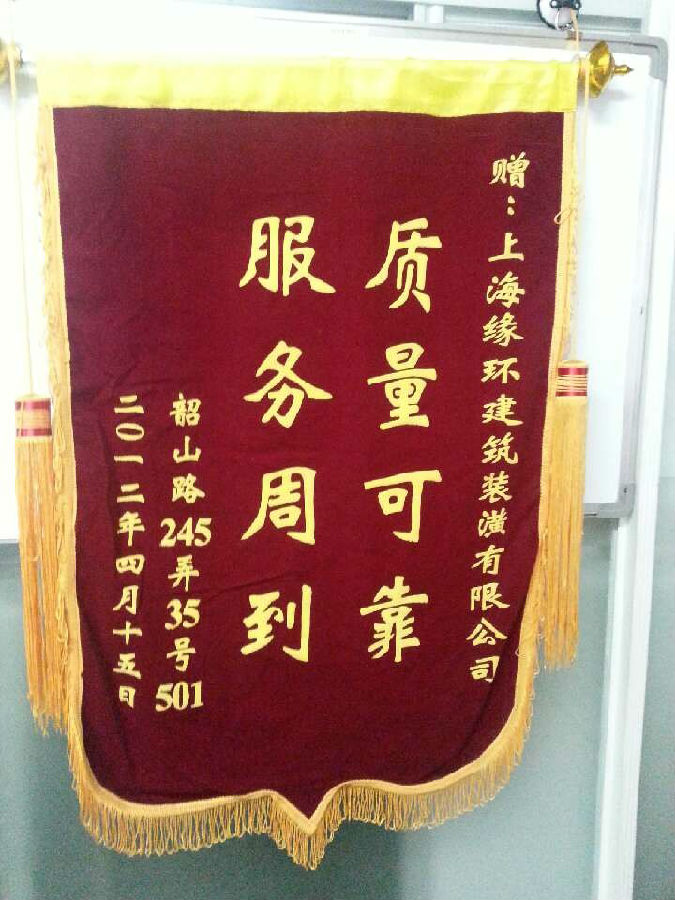 赠：上海缘环建筑装潢有限公司
质量可靠
服务周到
韶山路245弄35号501
二〇一二年四月十五日